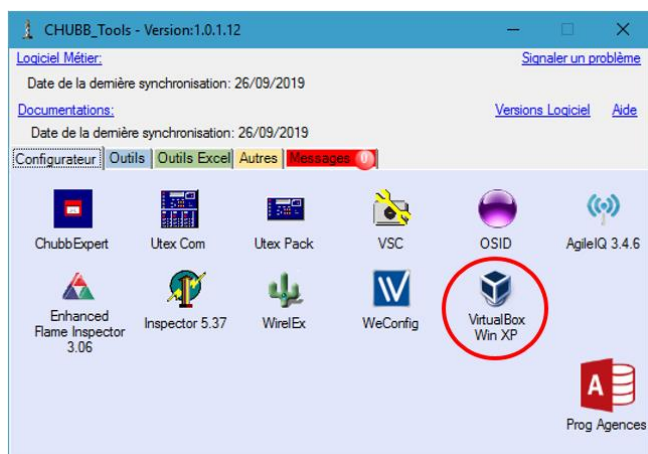 CHUBB_Tools - Version:1.0.1.12
Logiciel Métier:
Signaler un problème
Date de la dernière synchronisation: 26/09/2019
Documentations:
Versions Logiciel
Aide
Date de la dernière synchronisation: 26/09/2019
Configurateur
Outils
Outils Excel
Autres
Messages 0
ChubbExpert
Utex Com
Utex Pack
VSC
OSID
AgileIQ 3.4.6
Enhanced
Flame Inspector
3.06
Inspector 5.37
WirelEx
WeConfig
VirtualBox
Win XP
Prog Agences